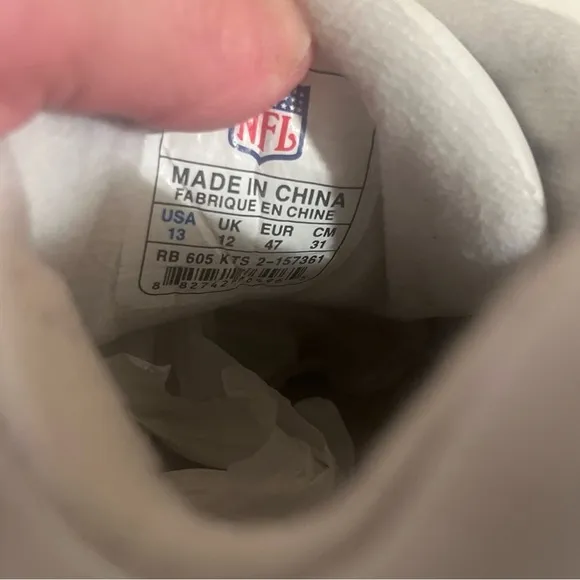 NFL
MADE IN CHINA
FABRIQUE EN CHINE
USA UK EUR CM
13 12 47 31
RB 605 KTS 2-157361